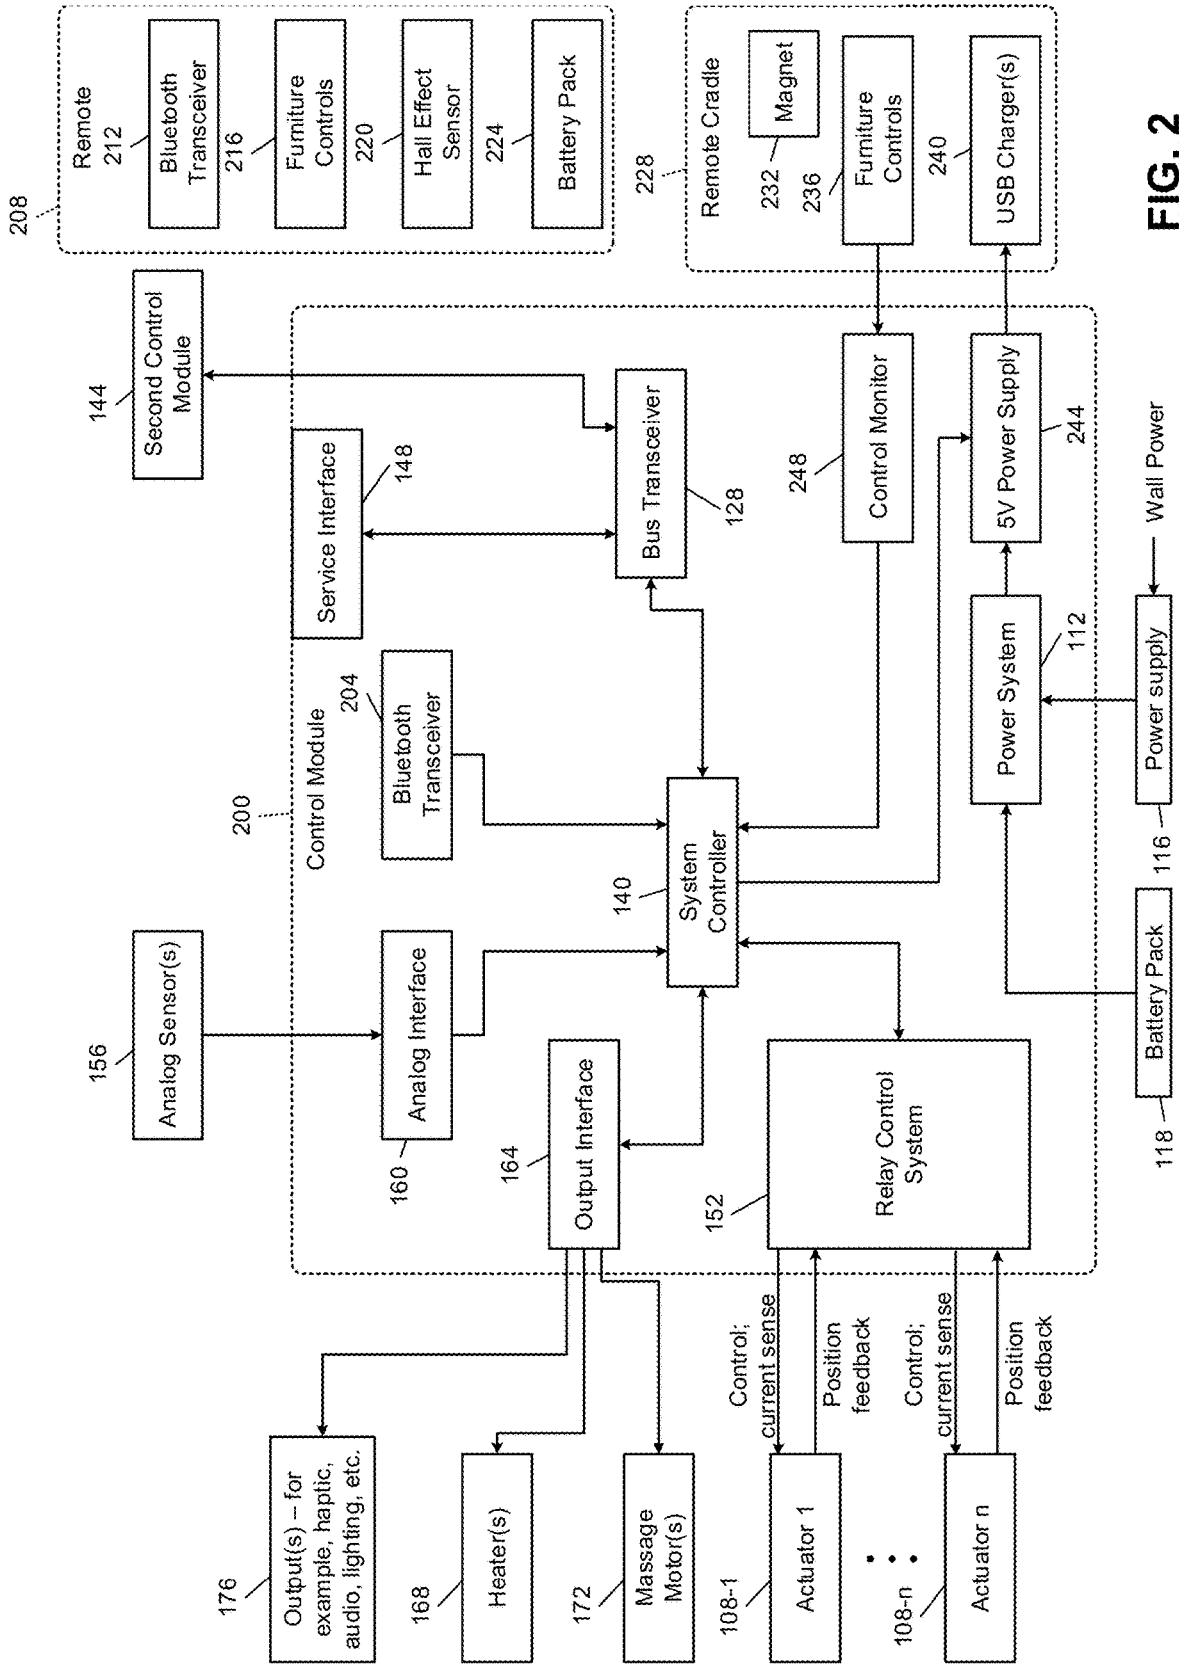 208
Remote
212
Bluetooth
Transceiver
216
Furniture
Controls
220
Hall Effect
Sensor
224
Battery Pack
228
Remote Cradle
232
Magnet
236
Furniture
Controls
240
USB Charger(s)
144
Second Control
Module
200
Control Module
148
Service Interface
204
Bluetooth
Transceiver
128
Bus Transceiver
248
Control Monitor
244
5V Power Supply
112
Power System
116
Power supply
Wall Power
118
Battery Pack
140
System
Controller
156
Analog Sensor(s)
160
Analog Interface
164
Output Interface
152
Relay Control
System
176
Output(s) – for
example, haptic,
audio, lighting, etc.
168
Heater(s)
172
Massage
Motor(s)
108-1
Actuator 1
Control;
current sense
Position
feedback
108-n
Actuator n
Control;
current sense
Position
feedback
FIG. 2